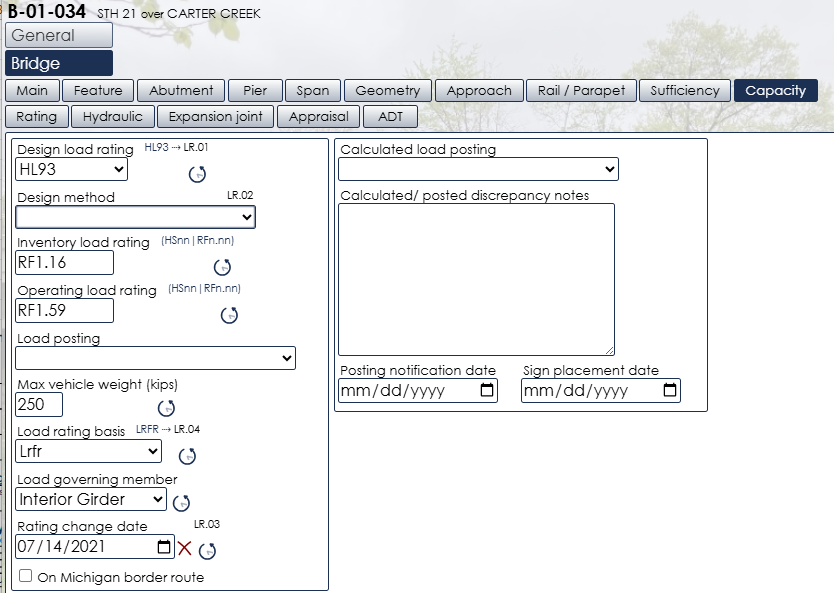 B-01-034 STH 21 over CARTER CREEK
General
Bridge
Main Feature Abutment Pier Span Geometry Approach Rail / Parapet Sufficiency Capacity
Rating Hydraulic Expansion joint Appraisal ADT
Design load rating HL93 → LR.01
HL93
Design method LR.02
Inventory load rating (HSnn|RFn.nn)
RF1.16
Operating load rating (HSnn|RFn.nn)
RF1.59
Load posting
Max vehicle weight (kips)
250
Load rating basis LRFR → LR.04
Lrfr
Load governing member
Interior Girder
Rating change date LR.03
07/14/2021
On Michigan border route
Calculated load posting
Calculated/ posted discrepancy notes
Posting notification date Sign placement date
mm/dd/yyyy mm/dd/yyyy